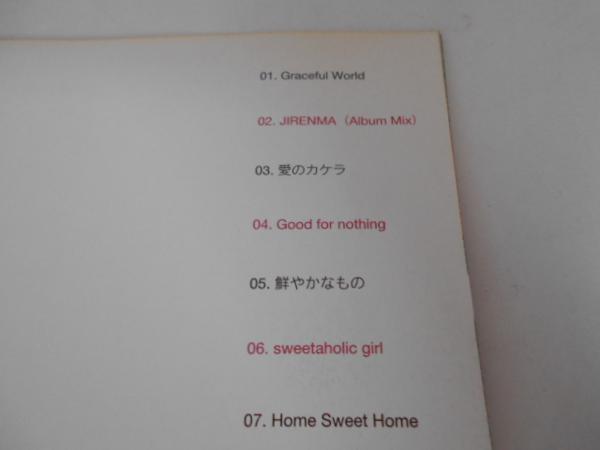 01. Graceful World
02. JIRENMA（Album Mix）
03. 愛のカケラ
04. Good for nothing
05. 鮮やかなもの
06. sweetaholic girl
07. Home Sweet Home